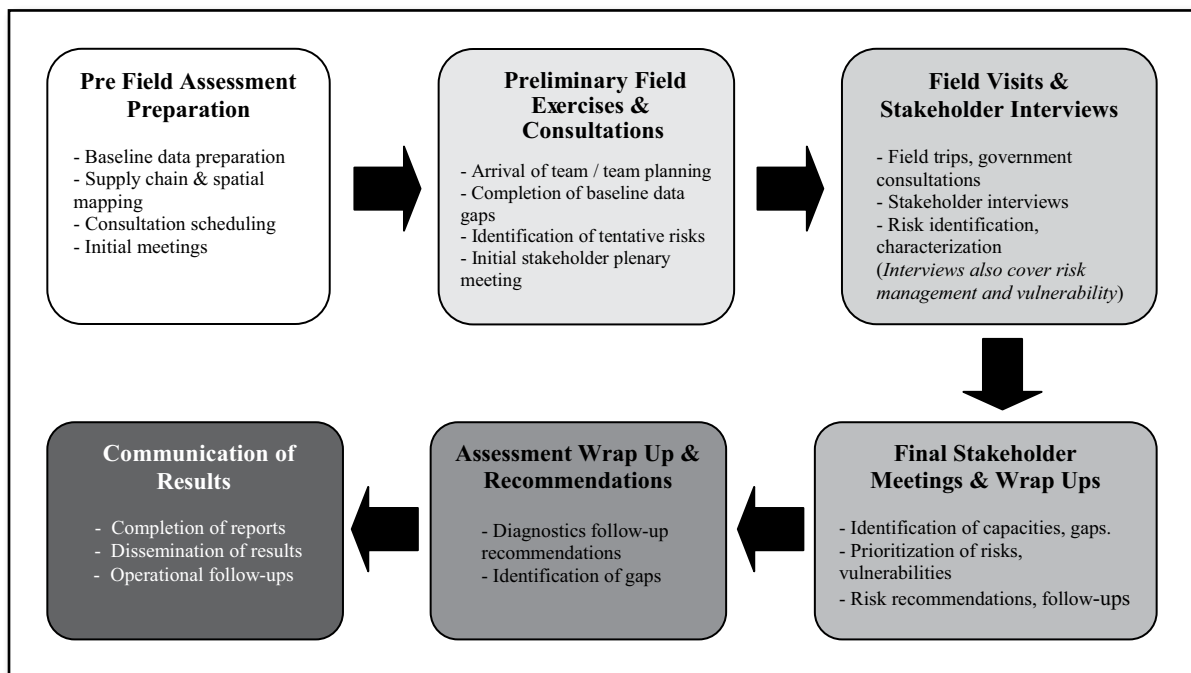 Pre Field Assessment
Preparation
- Baseline data preparation
- Supply chain & spatial
mapping
- Consultation scheduling
- Initial meetings
Preliminary Field
Exercises &
Consultations
- Arrival of team / team planning
- Completion of baseline data
gaps
- Identification of tentative risks
- Initial stakeholder plenary
meeting
Field Visits &
Stakeholder Interviews
- Field trips, government
consultations
- Stakeholder interviews
- Risk identification,
characterization
(Interviews also cover risk
management and vulnerability)
Final Stakeholder
Meetings & Wrap Ups
- Identification of capacities, gaps.
- Prioritization of risks,
vulnerabilities
- Risk recommendations, follow-ups
Assessment Wrap Up &
Recommendations
- Diagnostics follow-up
recommendations
- Identification of gaps
Communication of
Results
- Completion of reports
- Dissemination of results
- Operational follow-ups